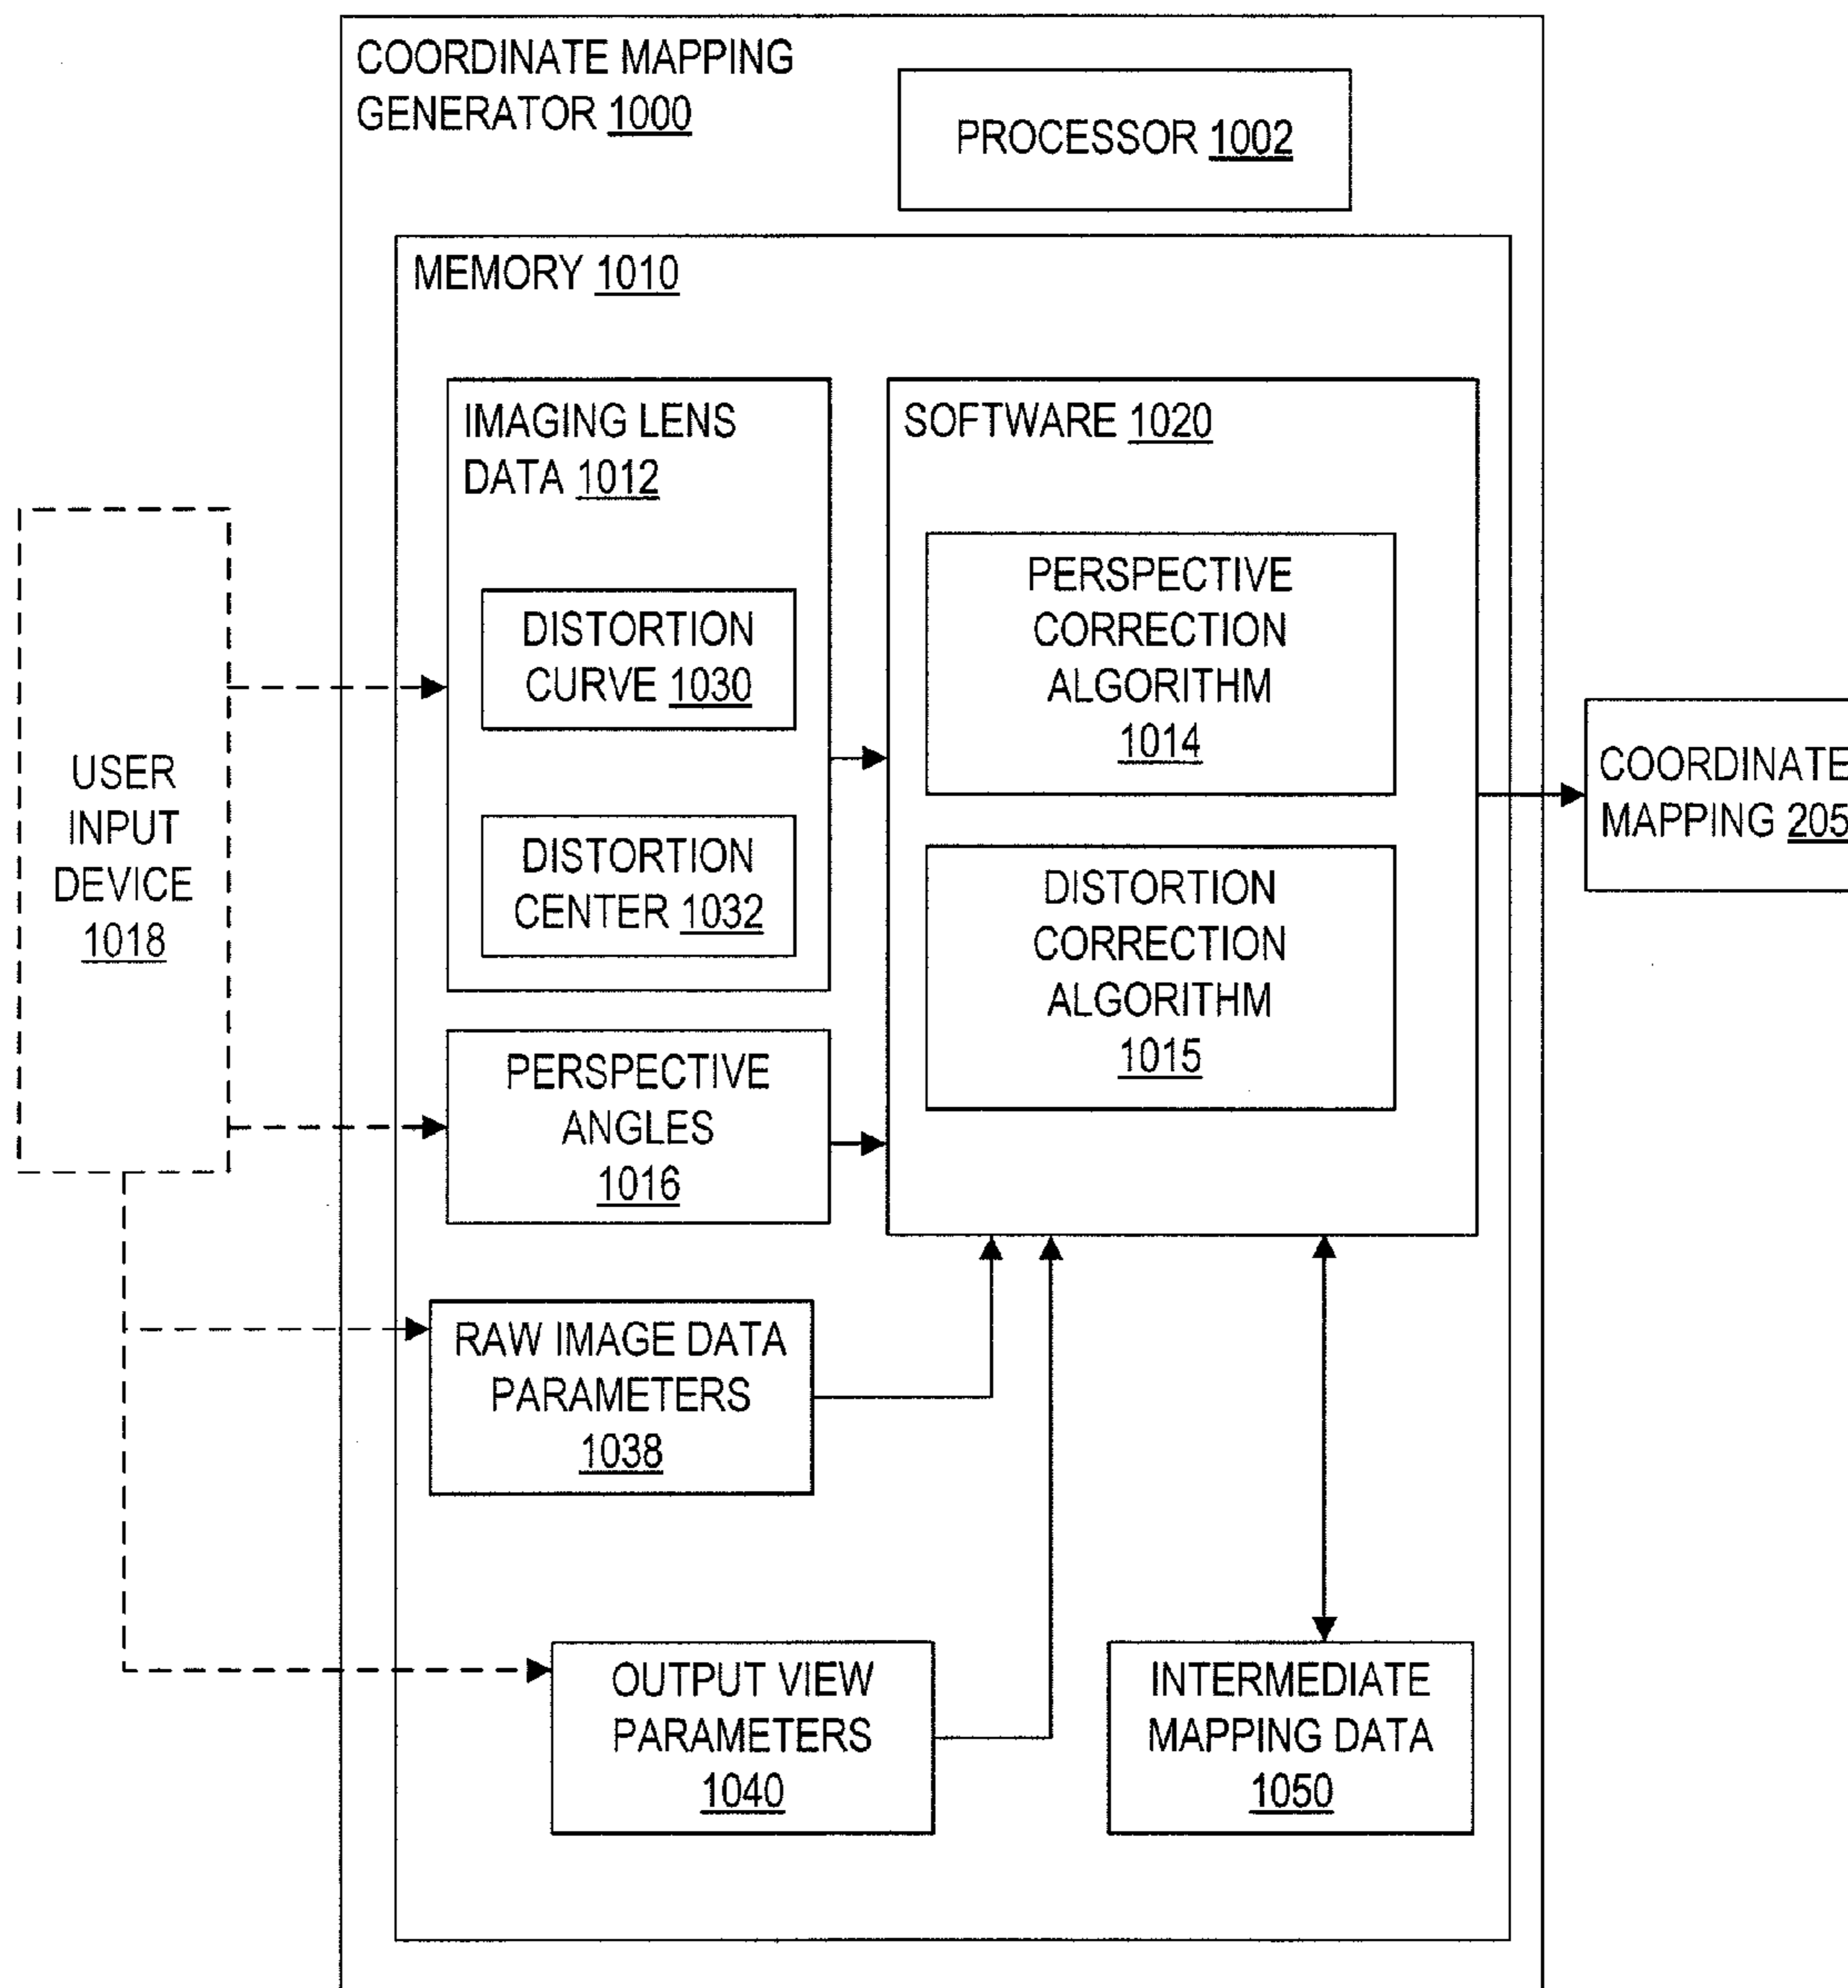 COORDINATE MAPPING
GENERATOR 1000
PROCESSOR 1002
MEMORY 1010
IMAGING LENS
DATA 1012
DISTORTION
CURVE 1030
DISTORTION
CENTER 1032
SOFTWARE 1020
PERSPECTIVE
CORRECTION
ALGORITHM
1014
DISTORTION
CORRECTION
ALGORITHM
1015
USER
INPUT
DEVICE
1018
COORDINATE
MAPPING 205
PERSPECTIVE
ANGLES
1016
RAW IMAGE DATA
PARAMETERS
1038
OUTPUT VIEW
PARAMETERS
1040
INTERMEDIATE
MAPPING DATA
1050